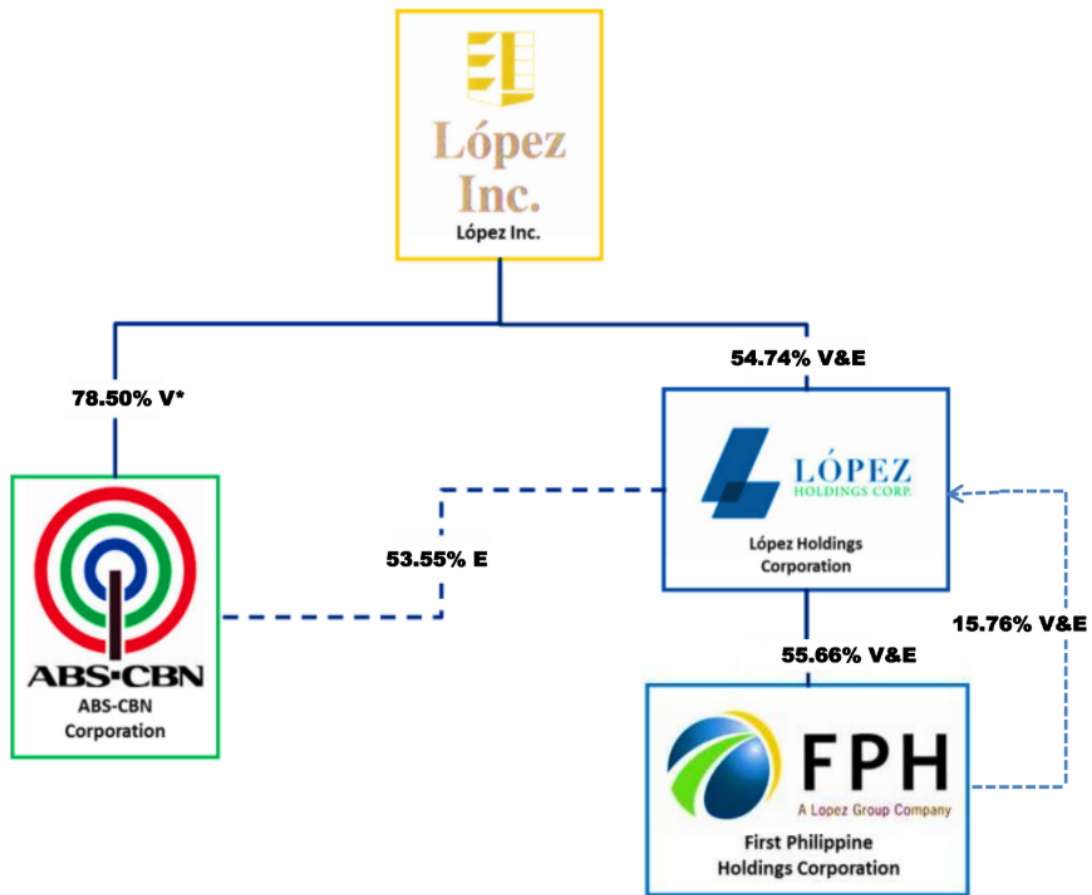 López
Inc.
López Inc.
54.74% V&E
78.50% V*
LÓPEZ
HOLDINGS CORP.
López Holdings
Corporation
53.55% E
15.76% V&E
55.66% V&E
ABS-CBN
ABS-CBN
Corporation
FPH
A Lopez Group Company
First Philippine
Holdings Corporation